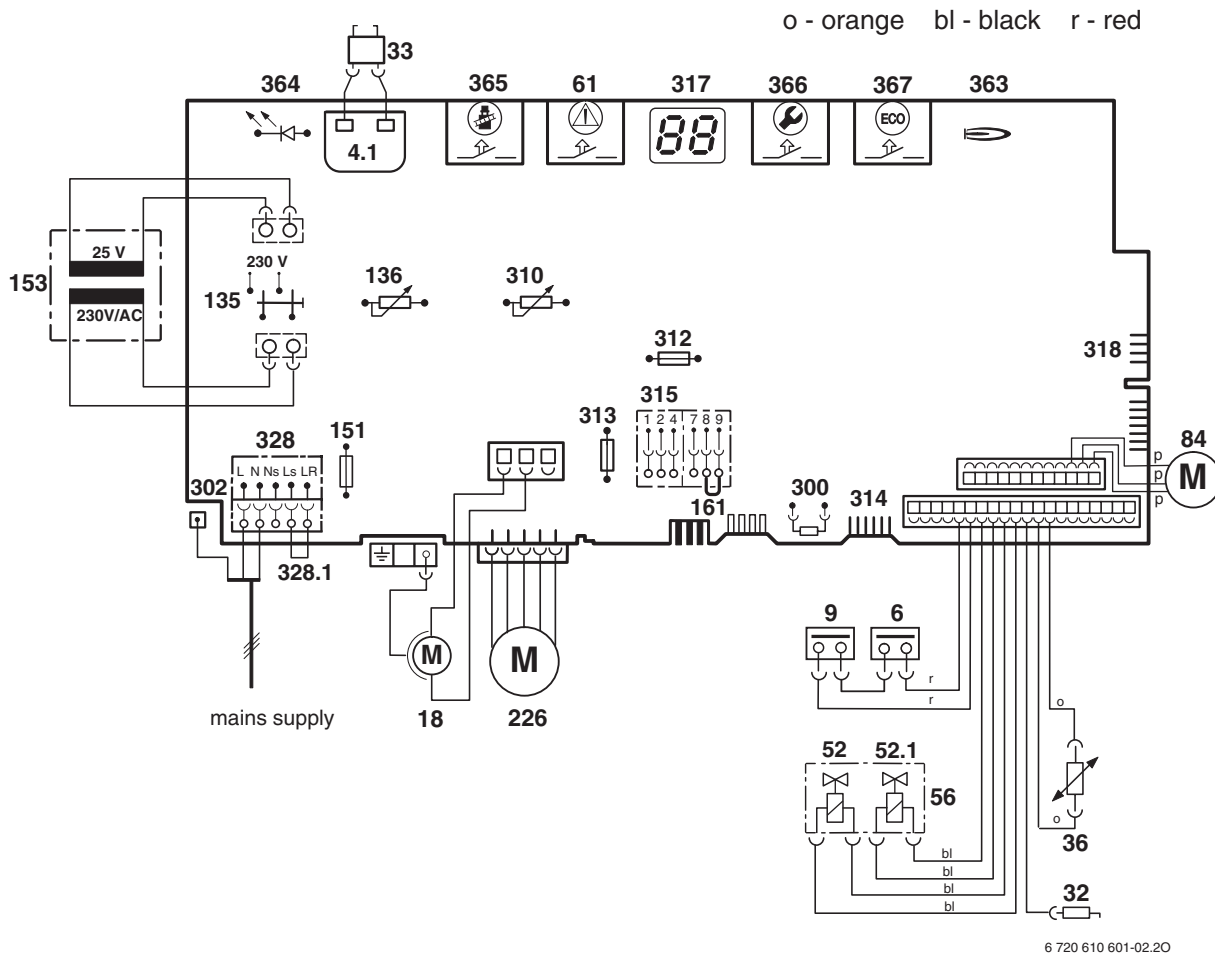 o - orange bl - black r - red
33
364 365 61 317 366 367 363
4.1
88
ECO
25 V
153
230V/AC
230 V
135
136
310
312
318
315
1 2 4 7 8 9
313
151
328
L N Ns Ls LR
302
161
300
314
84
p
p
p
M
328.1
mains supply
M
18
M
226
9 6
r
r
52 52.1
56
bl
bl
bl
bl
o
o
36
32
6 720 610 601-02.2O